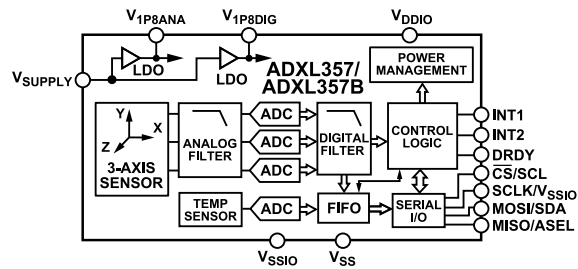 V1P8ANA
V1P8DIG
VDDIO
VSUPPLY
LDO
LDO
ADXL357/
ADXL357B
POWER
MANAGEMENT
Y
X
Z
3-AXIS
SENSOR
ANALOG
FILTER
ADC
ADC
ADC
DIGITAL
FILTER
CONTROL
LOGIC
INT1
INT2
DRDY
CS/SCL
SCLK/VSSIO
MOSI/SDA
MISO/ASEL
TEMP
SENSOR
ADC
FIFO
SERIAL
I/O
VSSIO
VSS